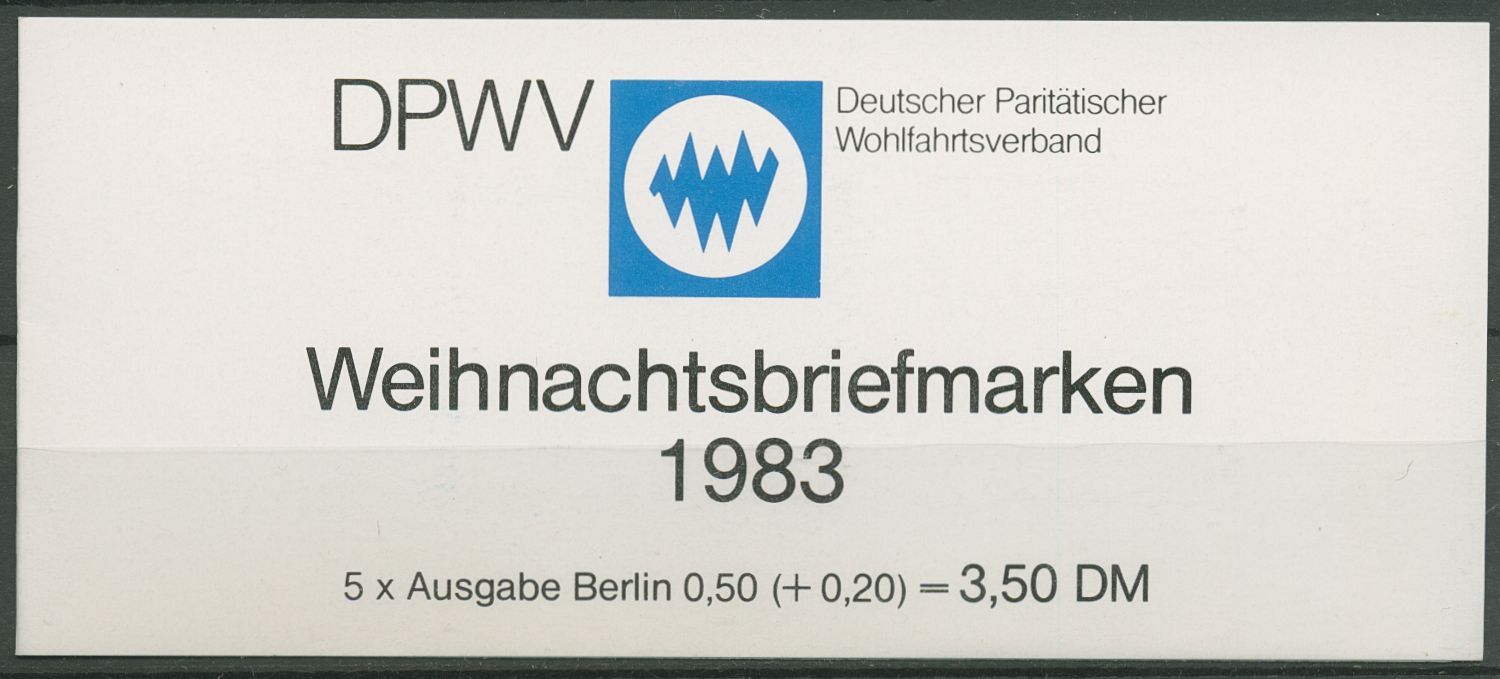 DPWV
Deutscher Paritätischer
Wohlfahrtsverband
Weihnachtsbriefmarken
1983
5 x Ausgabe Berlin 0,50 (+ 0,20) = 3,50 DM